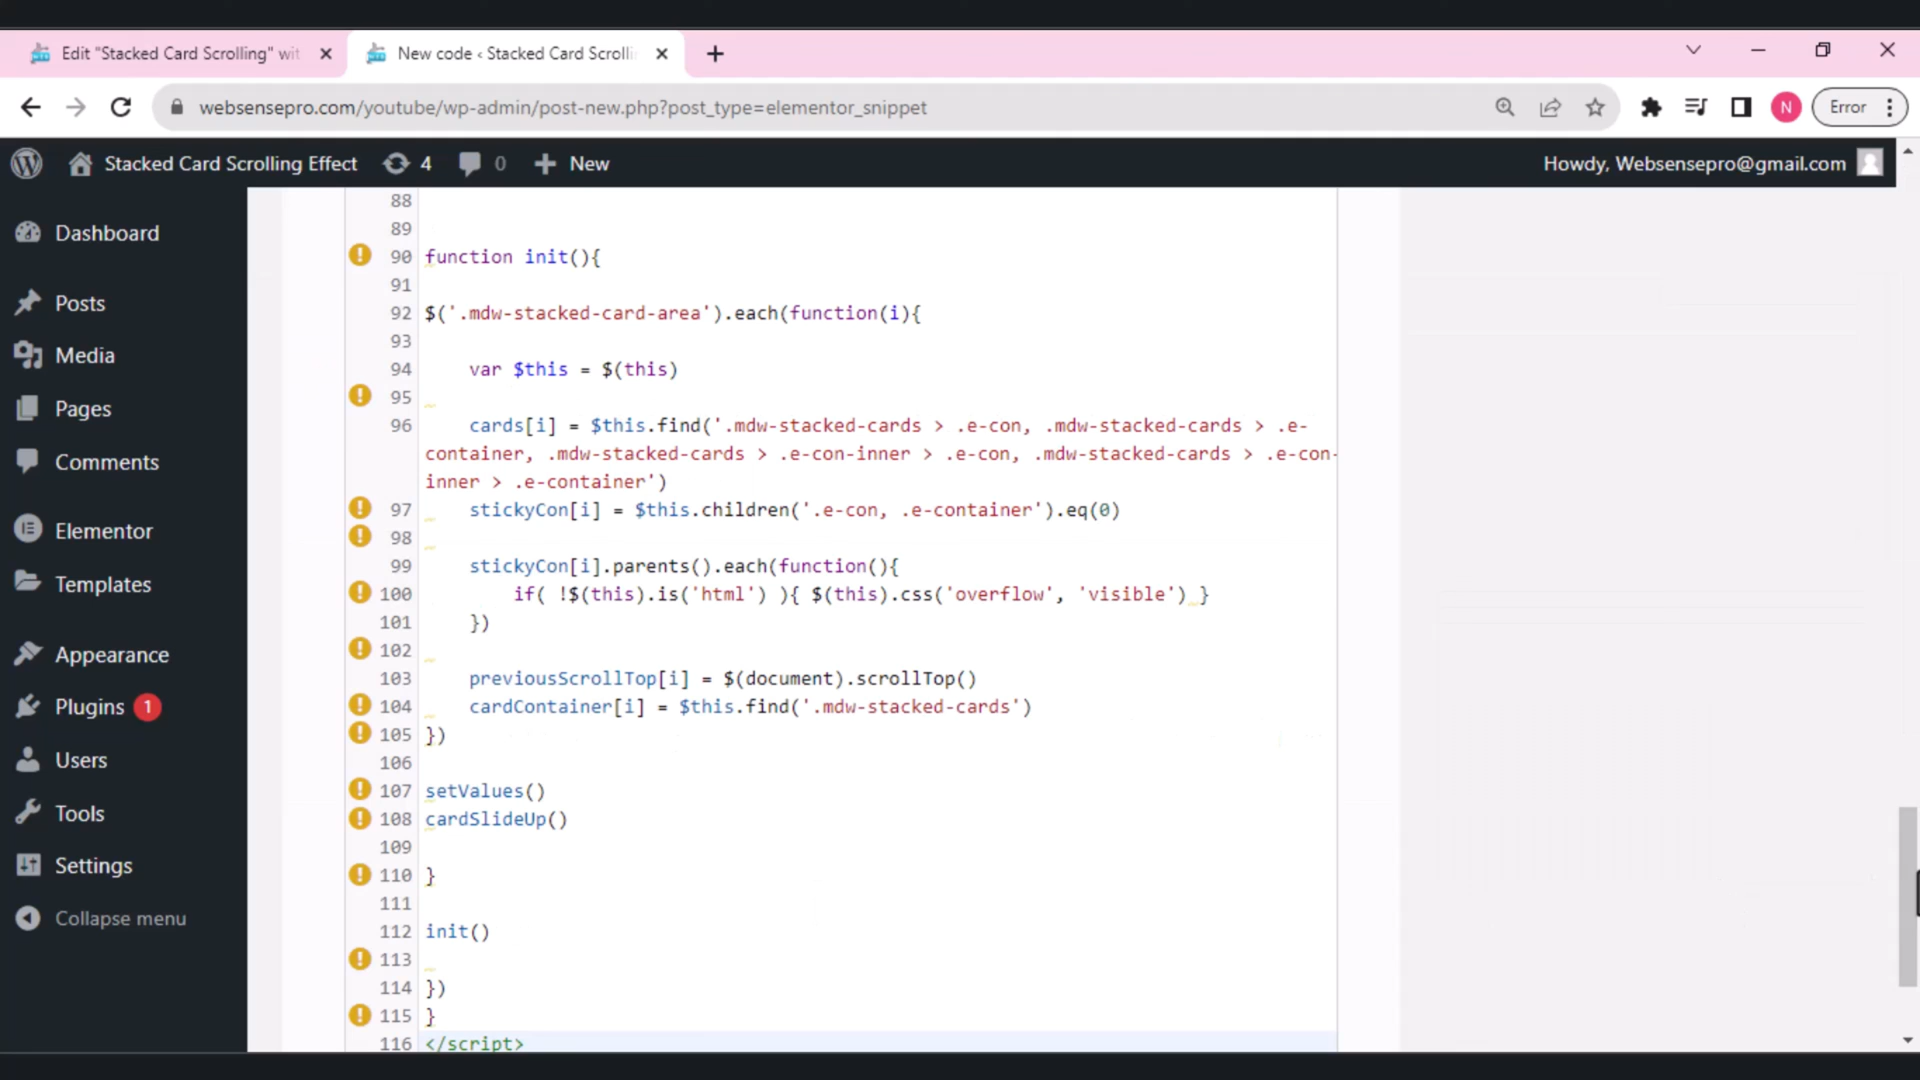 Edit "Stacked Card Scrolling" wit
New code ‹ Stacked Card Scrolli
websensepro.com/youtube/wp-admin/post-new.php?post_type=elementor_snippet
N
Error
Stacked Card Scrolling Effect
4
0
New
Howdy, Websensepro@gmail.com
Dashboard
Posts
Media
Pages
Comments
Elementor
Templates
Appearance
Plugins 1
Users
Tools
Settings
Collapse menu
88
89
90 function init(){
91
92 $('.mdw-stacked-card-area').each(function(i){
93
94 var $this = $(this)
95
96 cards[i] = $this.find('.mdw-stacked-cards > .e-con, .mdw-stacked-cards > .e-
container, .mdw-stacked-cards > .e-con-inner > .e-con, .mdw-stacked-cards > .e-con-
inner > .e-container')
97 stickyCon[i] = $this.children('.e-con, .e-container').eq(0)
98
99 stickyCon[i].parents().each(function(){
100 if( !$(this).is('html') ){ $(this).css('overflow', 'visible') }
101 })
102
103 previousScrollTop[i] = $(document).scrollTop()
104 cardContainer[i] = $this.find('.mdw-stacked-cards')
105 })
106
107 setValues()
108 cardSlideUp()
109
110 }
111
112 init()
113
114 })
115 }
116 </script>